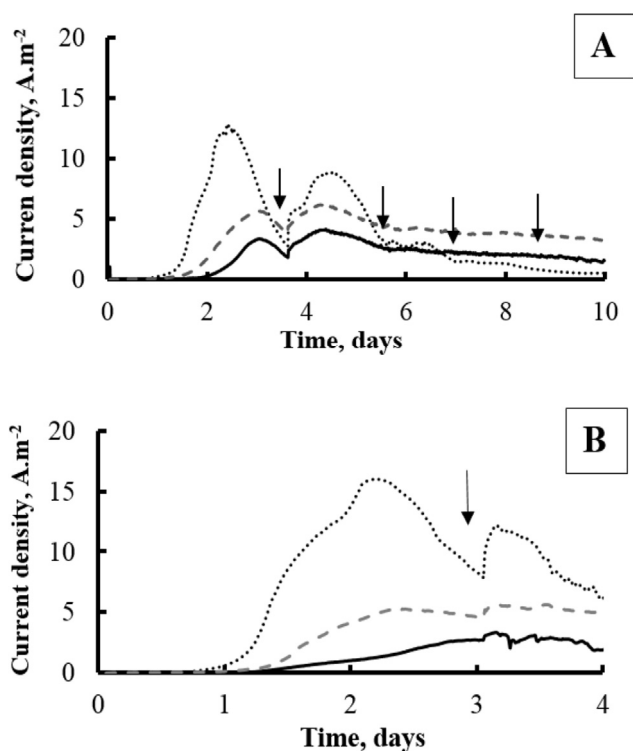 A
Curren density, A.m-2
20
15
10
5
0
0 2 4 6 8 10
Time, days
B
Current density, A.m-2
20
15
10
5
0
0 1 2 3 4
Time, days